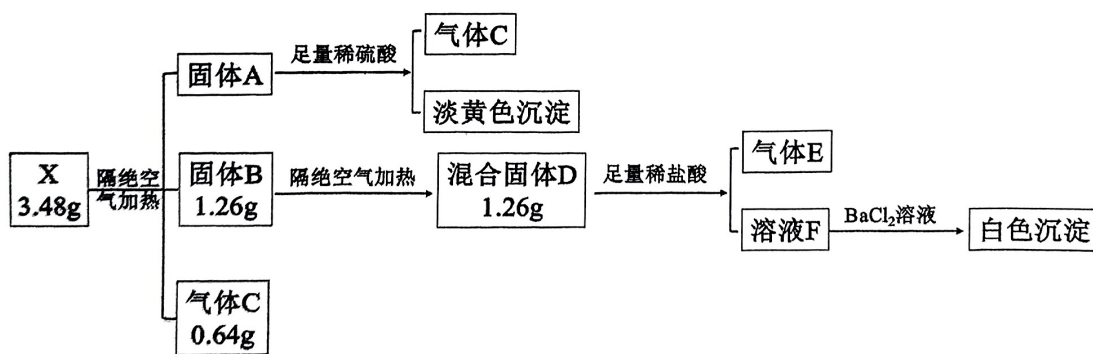 气体C
足量稀硫酸
固体A
淡黄色沉淀
X
3.48g
隔绝空
气加热
固体B
1.26g
隔绝空气加热
混合固体D
1.26g
足量稀盐酸
气体E
溶液F
BaCl₂溶液
白色沉淀
气体C
0.64g